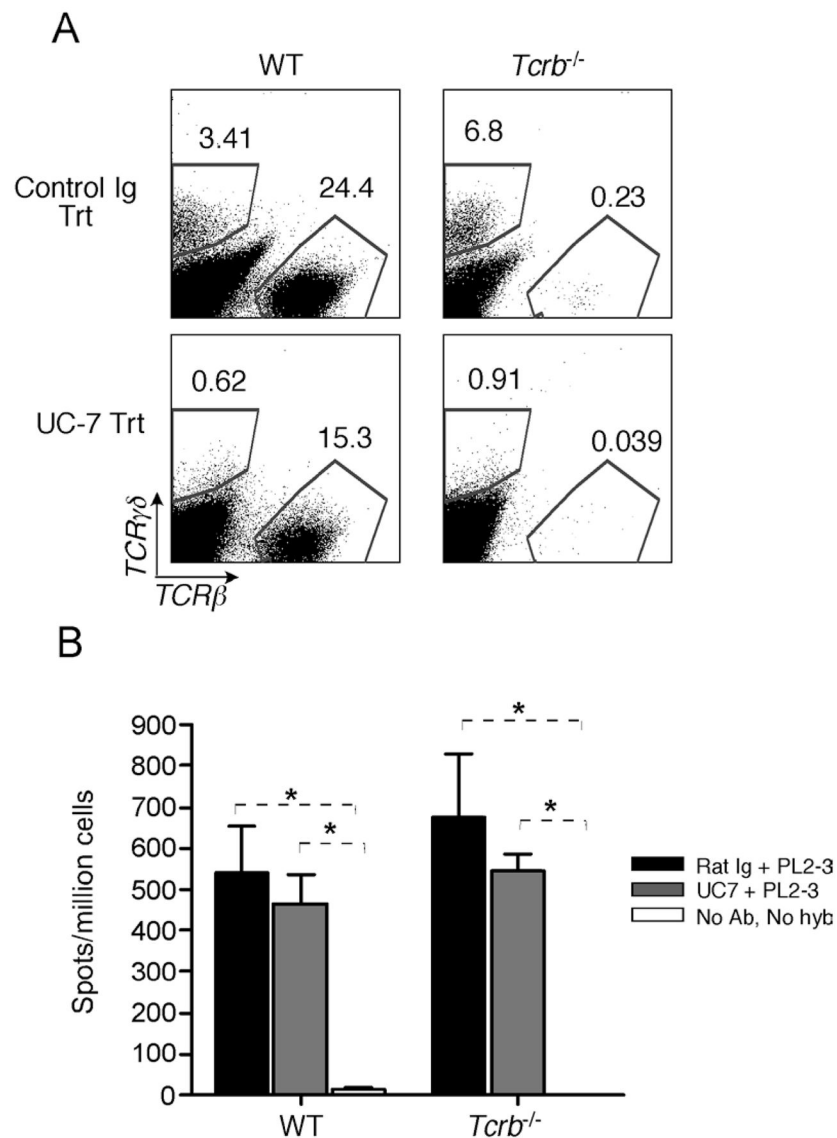 A
WT
Tcrb-/-
Control Ig
Trt
3.41
24.4
6.8
0.23
UC-7 Trt
0.62
15.3
0.91
0.039
TCRγδ
TCRβ
B
Spots/million cells
900
800
700
600
500
400
300
200
100
0
*
*
*
*
WT
Tcrb-/-
Rat Ig + PL2-3
UC7 + PL2-3
No Ab, No hyb